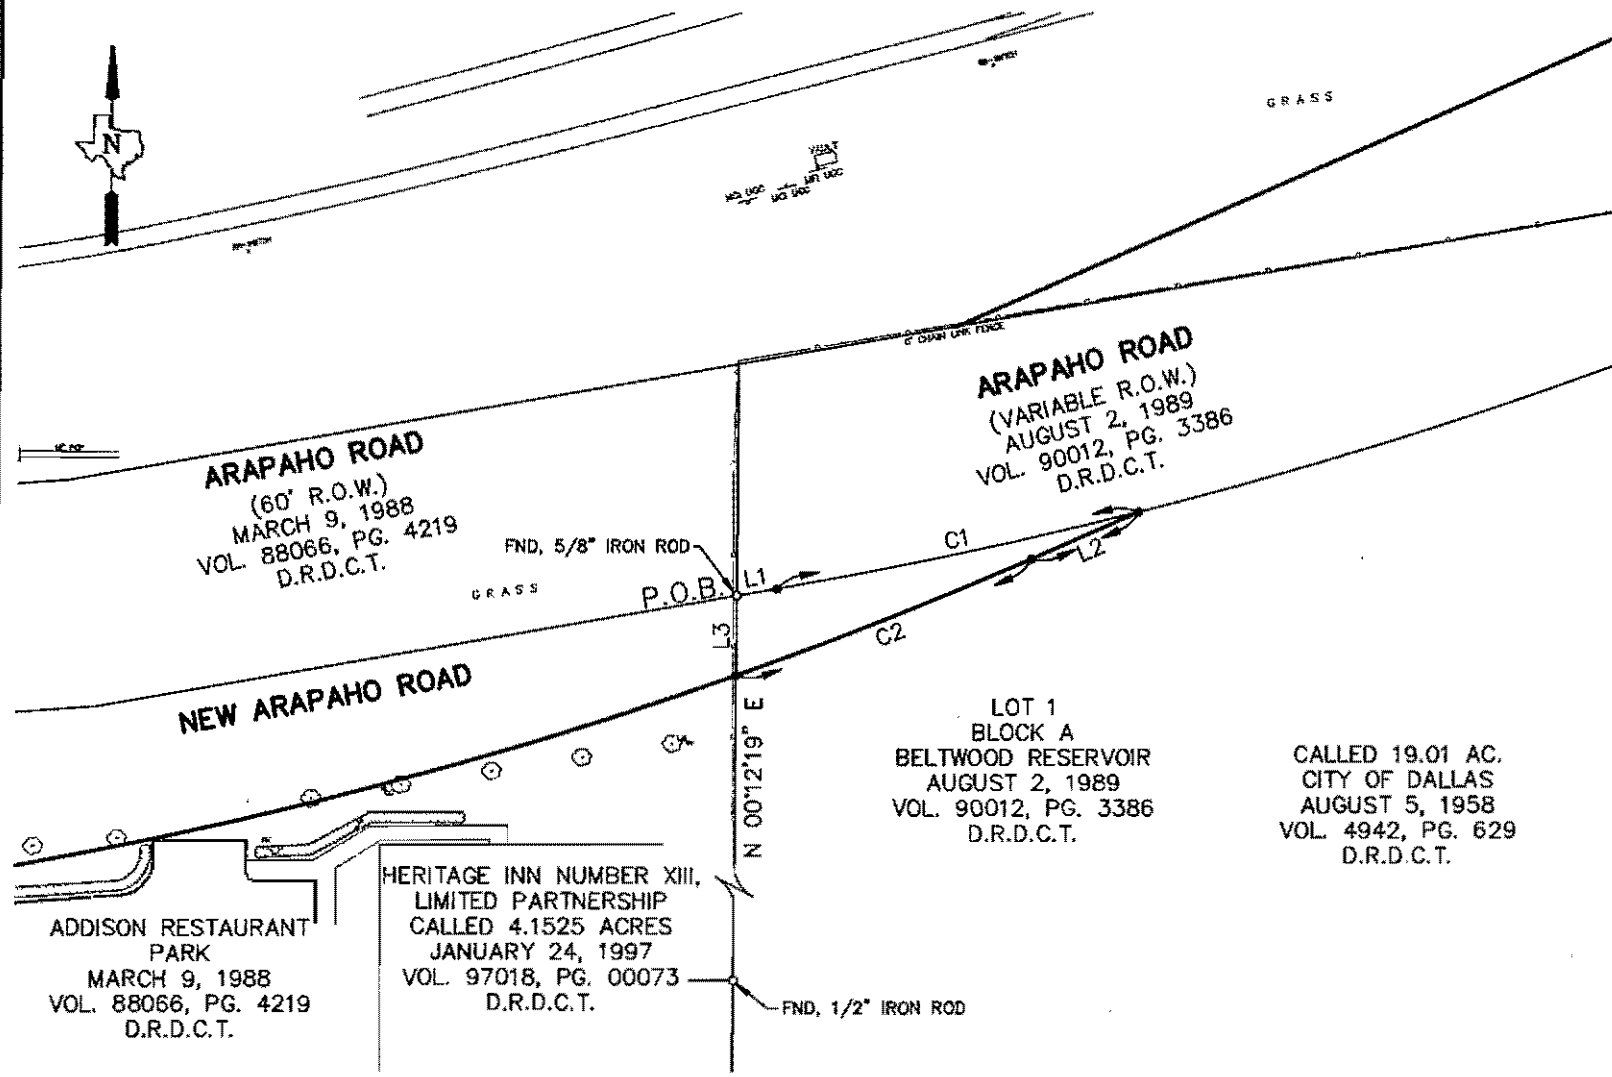 GRASS
N
6' CHAIN LINK FENCE
ARAPAHO ROAD
(VARIABLE R.O.W.)
AUGUST 2, 1989
VOL. 90012, PG. 3386
D.R.D.C.T.
ARAPAHO ROAD
(60' R.O.W.)
MARCH 9, 1988
VOL. 88066, PG. 4219
D.R.D.C.T.
FND, 5/8" IRON ROD
GRASS
P.O.B.
L1
C1
L2
L3
C2
NEW ARAPAHO ROAD
N 00°12'19" E
LOT 1
BLOCK A
BELTWOOD RESERVOIR
AUGUST 2, 1989
VOL. 90012, PG. 3386
D.R.D.C.T.
CALLED 19.01 AC.
CITY OF DALLAS
AUGUST 5, 1958
VOL. 4942, PG. 629
D.R.D.C.T.
HERITAGE INN NUMBER XIII,
LIMITED PARTNERSHIP
CALLED 4.1525 ACRES
JANUARY 24, 1997
VOL. 97018, PG. 00073
D.R.D.C.T.
ADDISON RESTAURANT
PARK
MARCH 9, 1988
VOL. 88066, PG. 4219
D.R.D.C.T.
FND, 1/2" IRON ROD